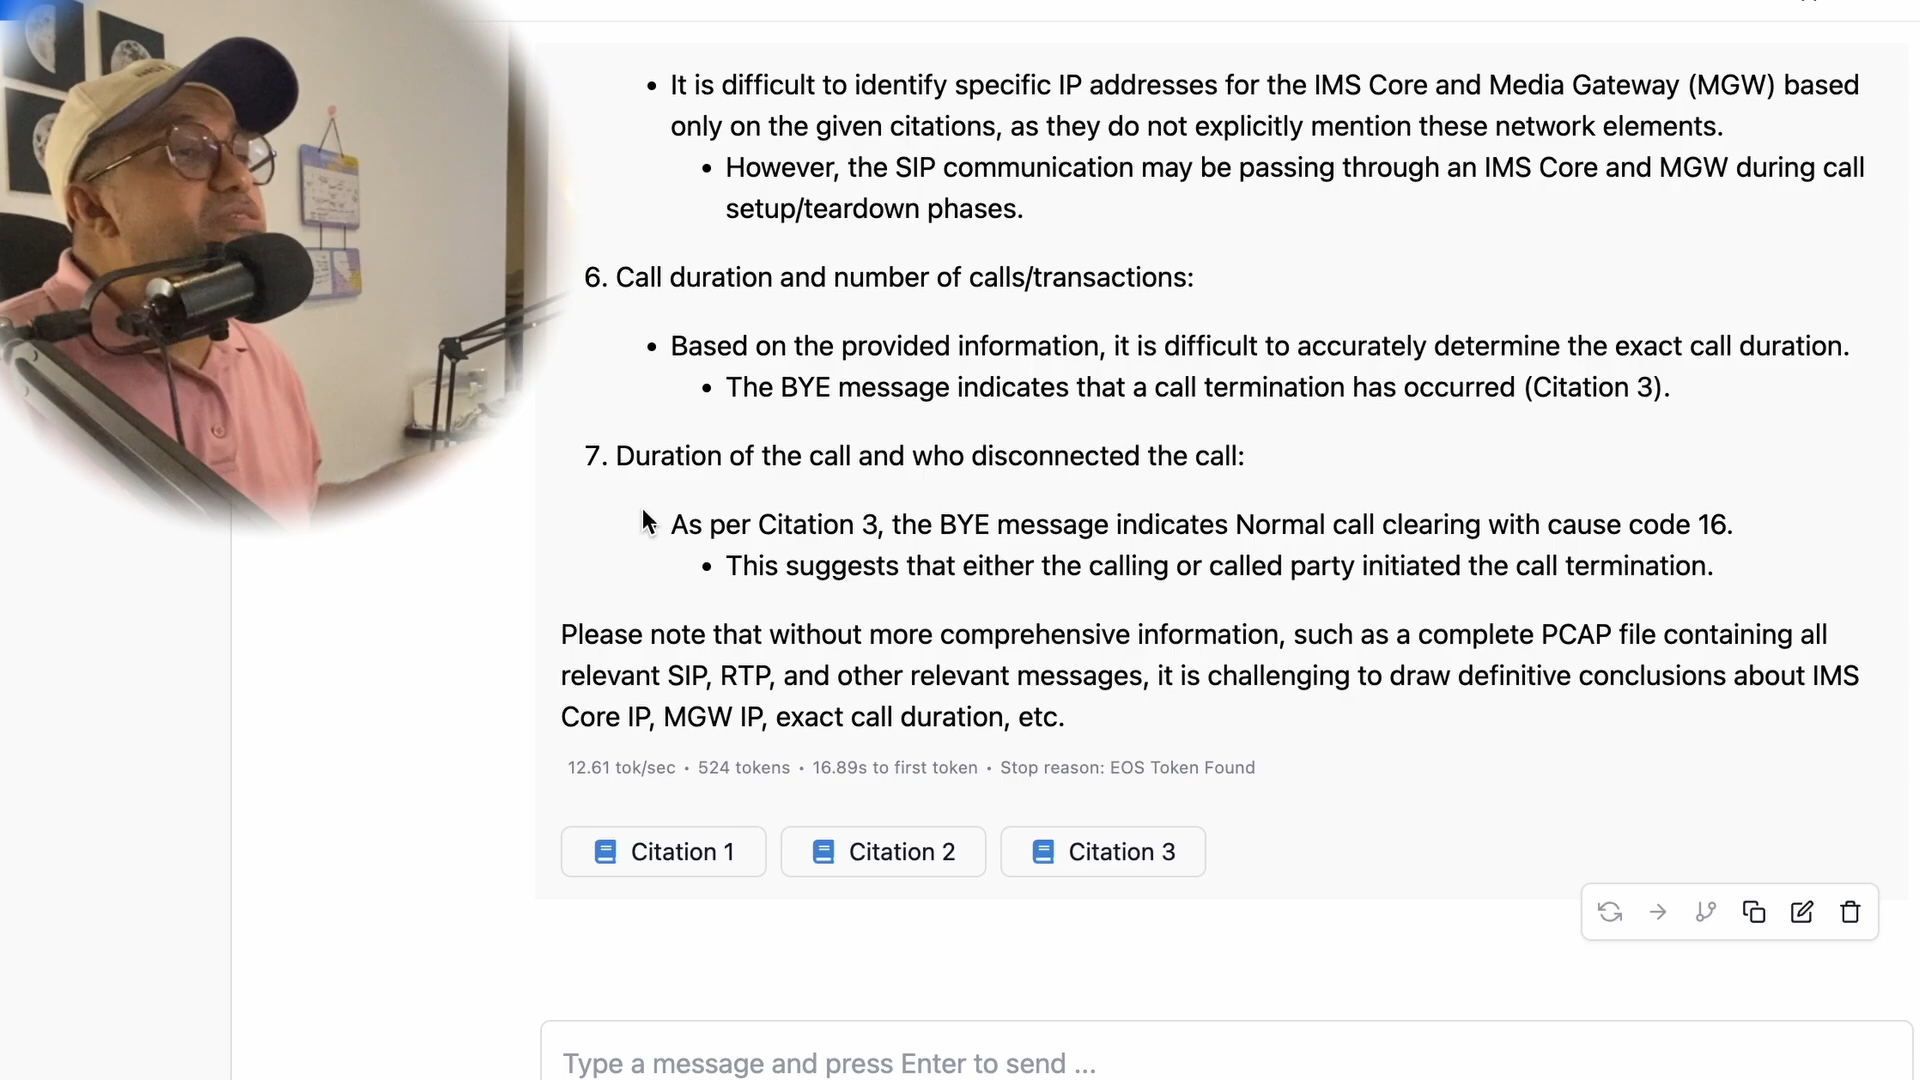 It is difficult to identify specific IP addresses for the IMS Core and Media Gateway (MGW) based
only on the given citations, as they do not explicitly mention these network elements.
However, the SIP communication may be passing through an IMS Core and MGW during call
setup/teardown phases.
6. Call duration and number of calls/transactions:
Based on the provided information, it is difficult to accurately determine the exact call duration.
The BYE message indicates that a call termination has occurred (Citation 3).
7. Duration of the call and who disconnected the call:
As per Citation 3, the BYE message indicates Normal call clearing with cause code 16.
This suggests that either the calling or called party initiated the call termination.
Please note that without more comprehensive information, such as a complete PCAP file containing all
relevant SIP, RTP, and other relevant messages, it is challenging to draw definitive conclusions about IMS
Core IP, MGW IP, exact call duration, etc.
12.61 tok/sec • 524 tokens • 16.89s to first token • Stop reason: EOS Token Found
Citation 1
Citation 2
Citation 3
Type a message and press Enter to send ...